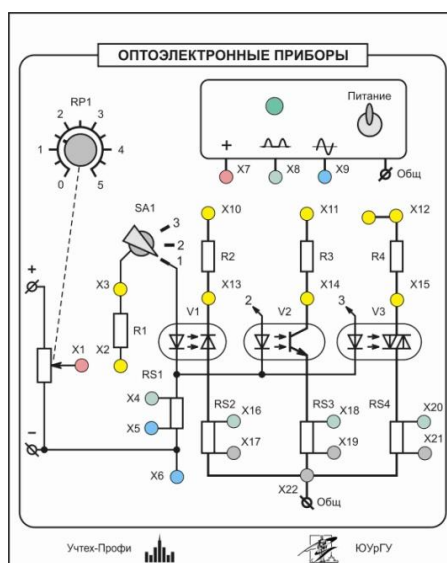 ОПТОЭЛЕКТРОННЫЕ ПРИБОРЫ
RP1
0 1 2 3 4 5
Питание
+
X7 X8 X9 Общ
SA1
3
2
1
X10 X11 X12
R2 R3 R4
X3
X13 X14 X15
+
R1
V1 2 V2 3 V3
X1
X2
RS1
X4
X5
RS2 X16 RS3 X18 RS4 X20
X17 X19 X21
–
X6
X22
Общ
Учтех-Профи
ЮУрГУ